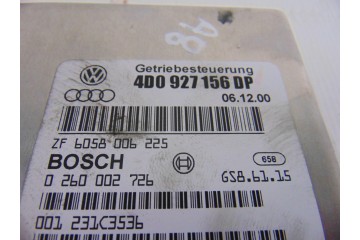 A8
Getriebesteuerung
4D0 927 156 DP
06.12.00
ZF 6058 006 225
BOSCH
658
0 260 002 726
GS8.61.15
001 231C3536